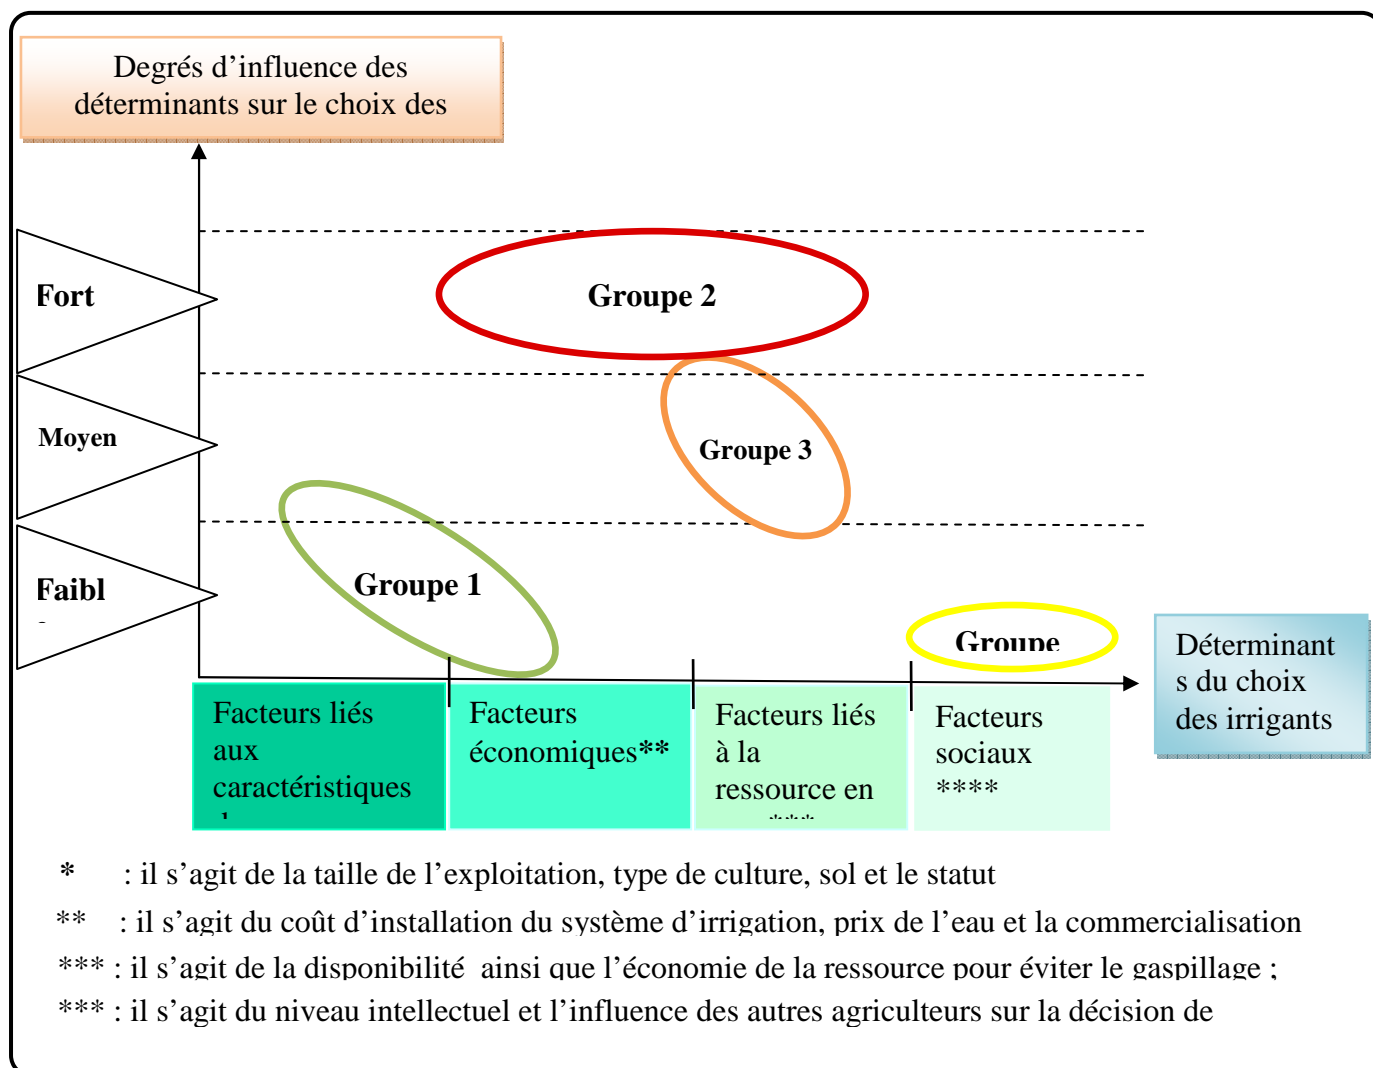 Degrés d’influence des
déterminants sur le choix des
Fort
Groupe 2
Moyen
Groupe 3
Faibl
Groupe 1
Groupe
Déterminant
s du choix
des irrigants
Facteurs liés
aux
caractéristiques
Facteurs
économiques**
Facteurs liés
à la
ressource en
***
Facteurs
sociaux
****
* : il s’agit de la taille de l’exploitation, type de culture, sol et le statut
** : il s’agit du coût d’installation du système d’irrigation, prix de l’eau et la commercialisation
*** : il s’agit de la disponibilité ainsi que l’économie de la ressource pour éviter le gaspillage ;
*** : il s’agit du niveau intellectuel et l’influence des autres agriculteurs sur la décision de